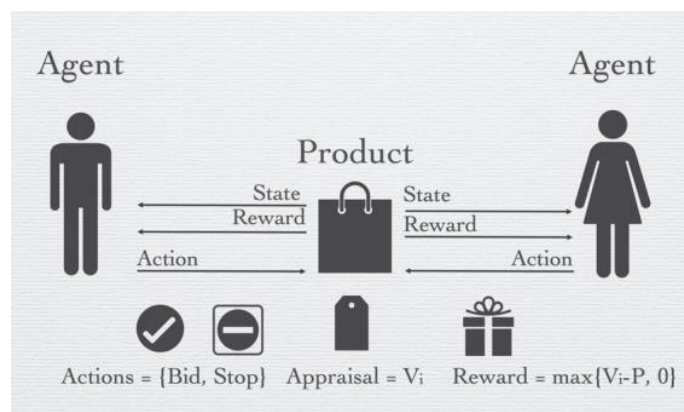 Agent
Agent
Product
State
State
Reward
Reward
Action
Action
Actions = {Bid, Stop}
Appraisal = Vi
Reward = max{Vi-P, 0}